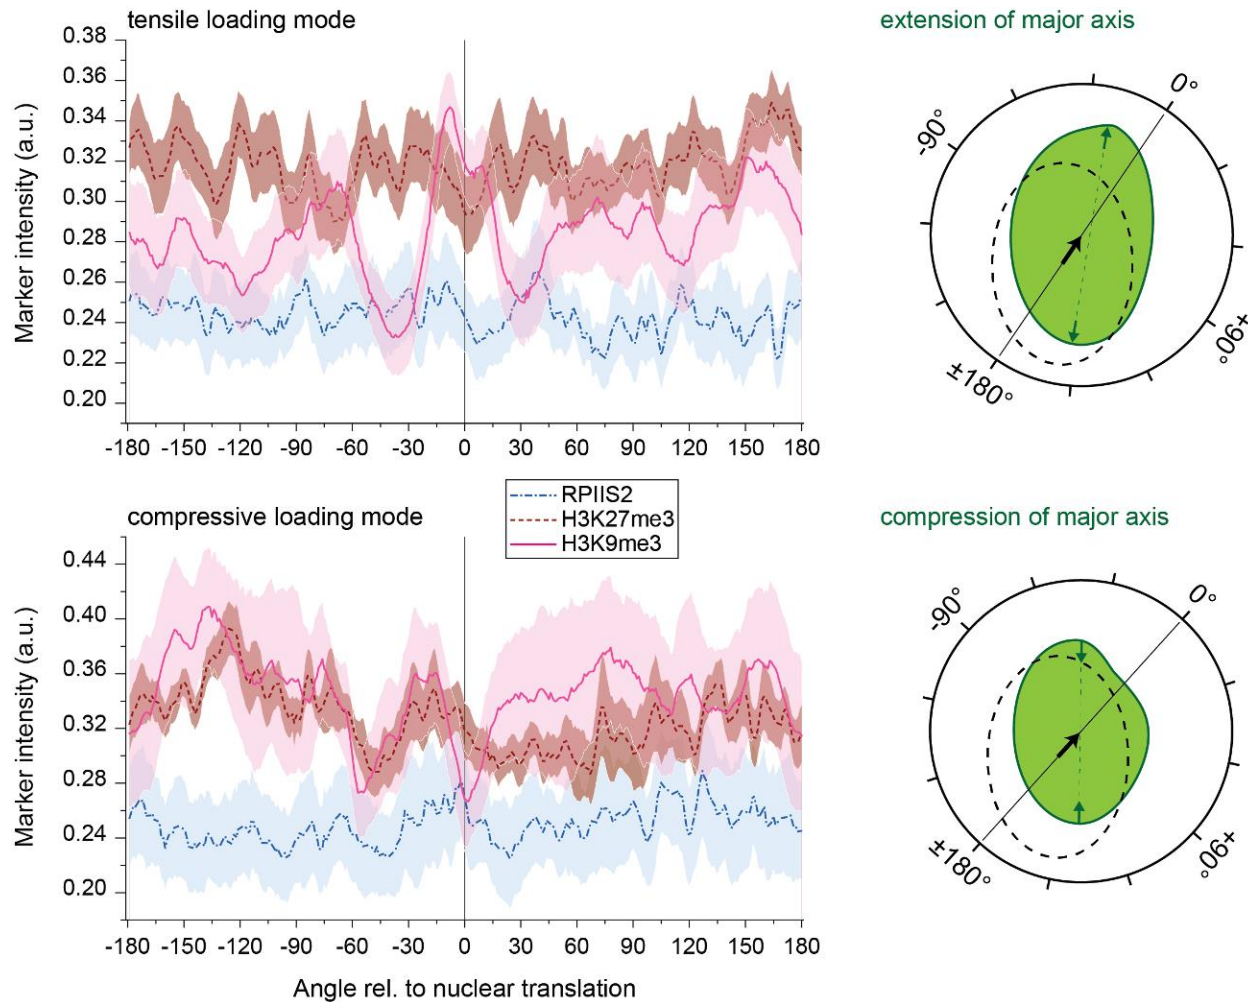 tensile loading mode
extension of major axis
Marker intensity (a.u.)
0.38
0.36
0.34
0.32
0.30
0.28
0.26
0.24
0.22
0.20
-180 -150 -120 -90 -60 -30 0 30 60 90 120 150 180
0°
-90°
+90°
±180°
RPIIS2
H3K27me3
H3K9me3
compressive loading mode
compression of major axis
Marker intensity (a.u.)
0.44
0.40
0.36
0.32
0.28
0.24
0.20
-180 -150 -120 -90 -60 -30 0 30 60 90 120 150 180
Angle rel. to nuclear translation
0°
-90°
+90°
±180°